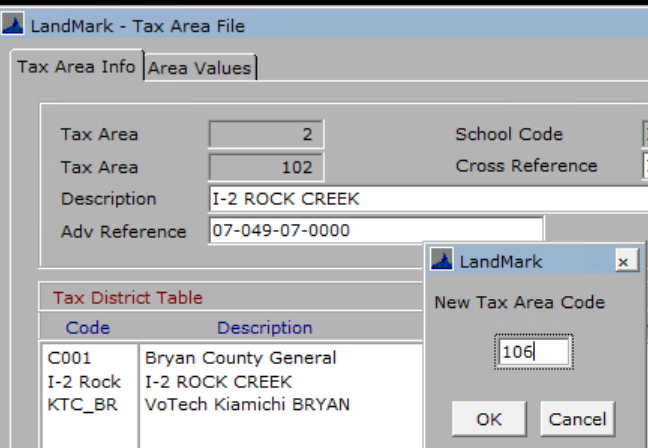 LandMark - Tax Area File
Tax Area Info Area Values
Tax Area 2 School Code
Tax Area 102 Cross Reference
Description I-2 ROCK CREEK
Adv Reference 07-049-07-0000
LandMark x
Tax District Table
New Tax Area Code
Code Description
C001 Bryan County General
106
I-2 Rock I-2 ROCK CREEK
KTC_BR VoTech Kiamichi BRYAN
OK Cancel